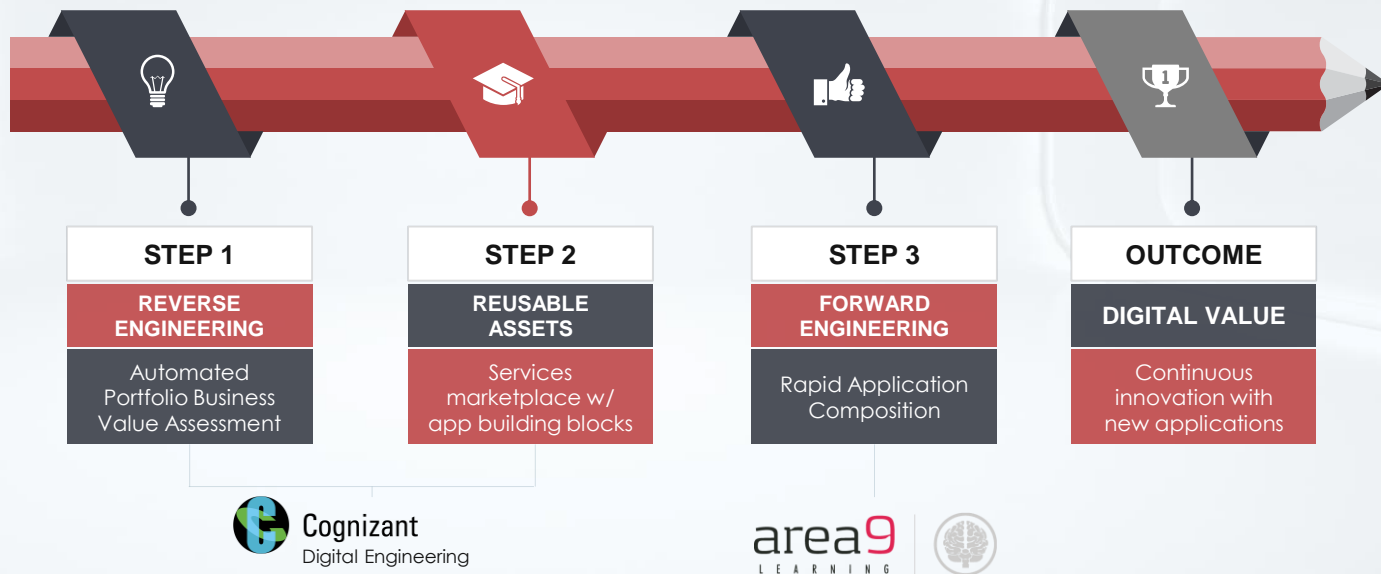 1
STEP 1
REVERSE
ENGINEERING
Automated
Portfolio Business
Value Assessment
STEP 2
REUSABLE
ASSETS
Services
marketplace w/
app building blocks
STEP 3
FORWARD
ENGINEERING
Rapid Application
Composition
OUTCOME
DIGITAL VALUE
Continuous
innovation with
new applications
Cognizant
Digital Engineering
area9
LEARNING